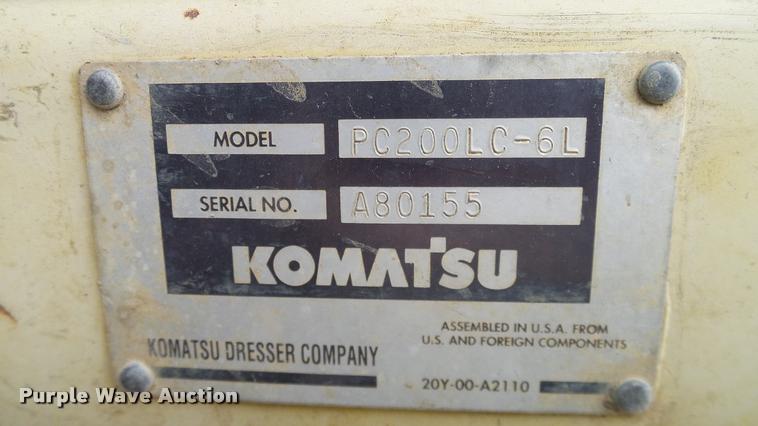 MODEL PC200LC-6L
SERIAL NO. A80155
KOMATSU
KOMATSU DRESSER COMPANY
ASSEMBLED IN U.S.A. FROM
U.S. AND FOREIGN COMPONENTS
20Y-00-A2110
Purple Wave Auction